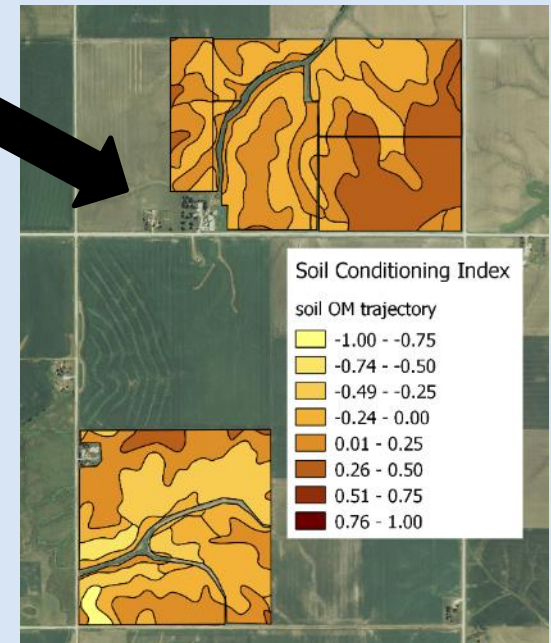 Soil Conditioning Index
soil OM trajectory
-1.00 - -0.75
-0.74 - -0.50
-0.49 - -0.25
-0.24 - 0.00
0.01 - 0.25
0.26 - 0.50
0.51 - 0.75
0.76 - 1.00